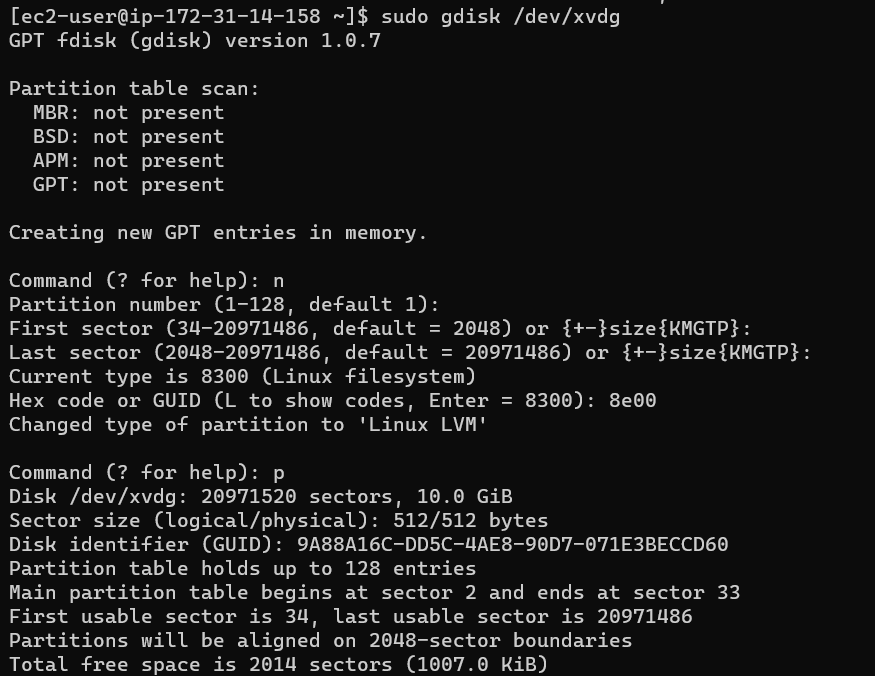 [ec2-user@ip-172-31-14-158 ~]$ sudo gdisk /dev/xvdg
GPT fdisk (gdisk) version 1.0.7
Partition table scan:
  MBR: not present
  BSD: not present
  APM: not present
  GPT: not present
Creating new GPT entries in memory.
Command (? for help): n
Partition number (1-128, default 1):
First sector (34-20971486, default = 2048) or {+-}size{KMGTP}:
Last sector (2048-20971486, default = 20971486) or {+-}size{KMGTP}:
Current type is 8300 (Linux filesystem)
Hex code or GUID (L to show codes, Enter = 8300): 8e00
Changed type of partition to 'Linux LVM'
Command (? for help): p
Disk /dev/xvdg: 20971520 sectors, 10.0 GiB
Sector size (logical/physical): 512/512 bytes
Disk identifier (GUID): 9A88A16C-DD5C-4AE8-90D7-071E3BECCD60
Partition table holds up to 128 entries
Main partition table begins at sector 2 and ends at sector 33
First usable sector is 34, last usable sector is 20971486
Partitions will be aligned on 2048-sector boundaries
Total free space is 2014 sectors (1007.0 KiB)